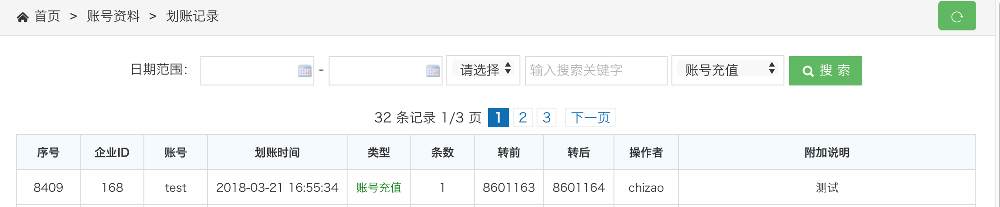 首页 > 账号资料 > 划账记录
日期范围： - 请选择 输入搜索关键字 账号充值 搜 索
32 条记录 1/3 页 1 2 3 下一页
序号 企业ID 账号 划账时间 类型 条数 转前 转后 操作者 附加说明
8409 168 test 2018-03-21 16:55:34 账号充值 1 8601163 8601164 chizao 测试